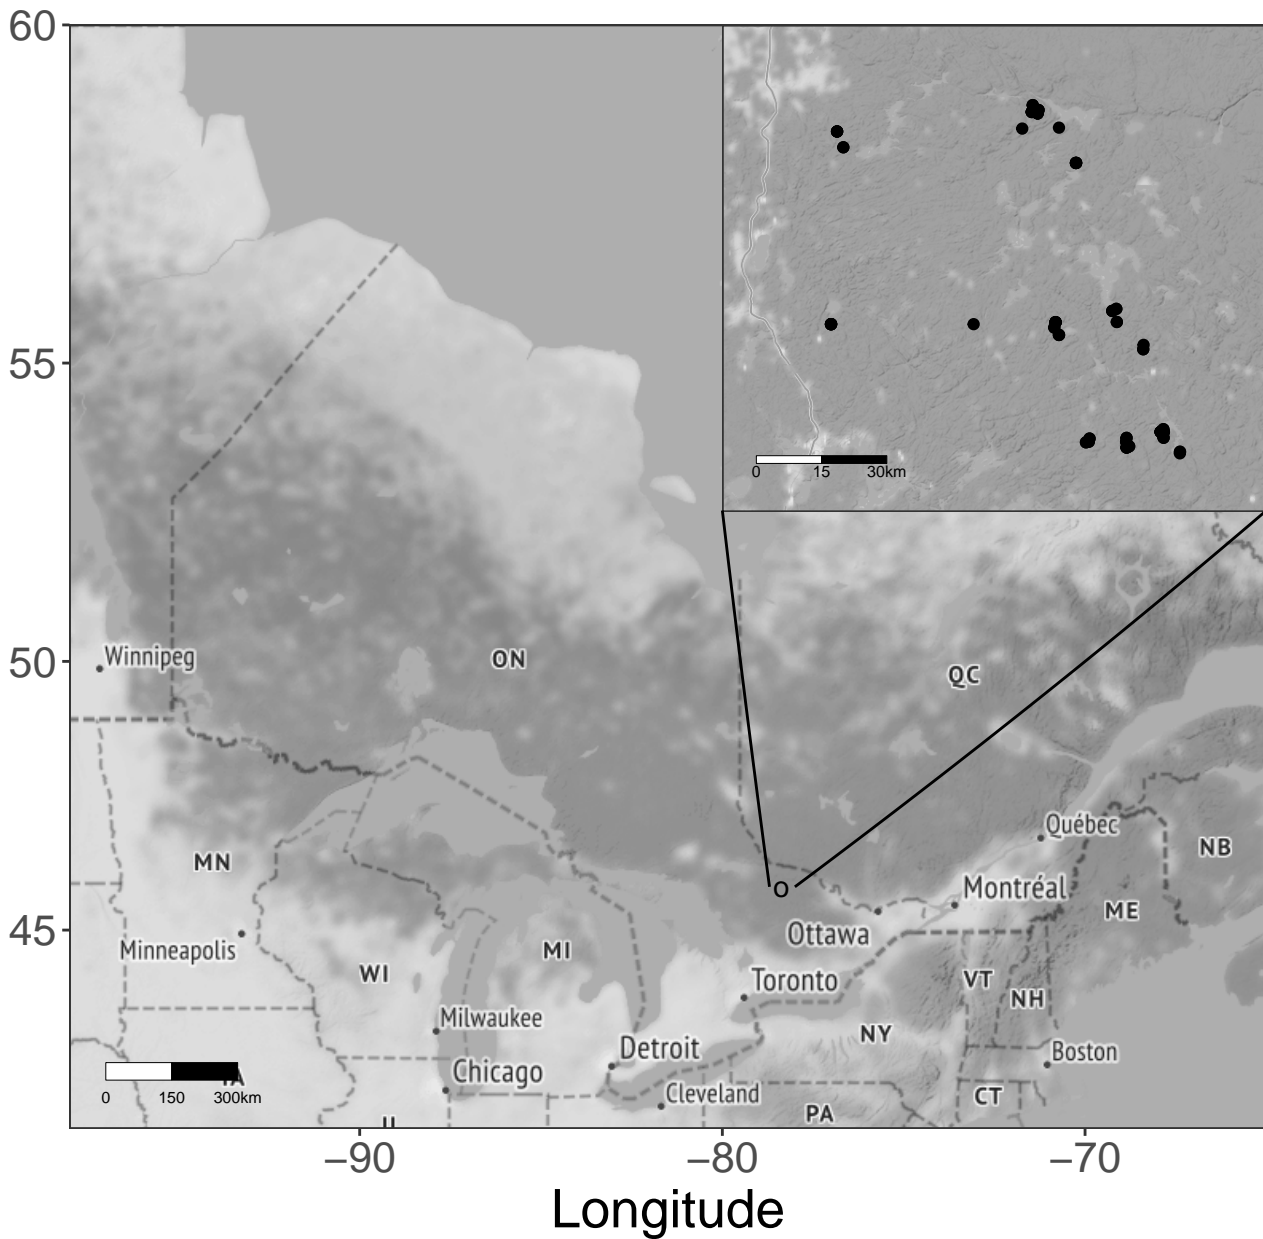 60
55
50
45
0 15 30km
Winnipeg
ON
QC
Québec
NB
MN
Montréal
ME
Ottawa
Minneapolis
MI
WI
Toronto
VT
NH
Milwaukee
NY
Detroit
Boston
Chicago
Cleveland
CT
IA
PA
0 150 300km
−90
−80
−70
Longitude